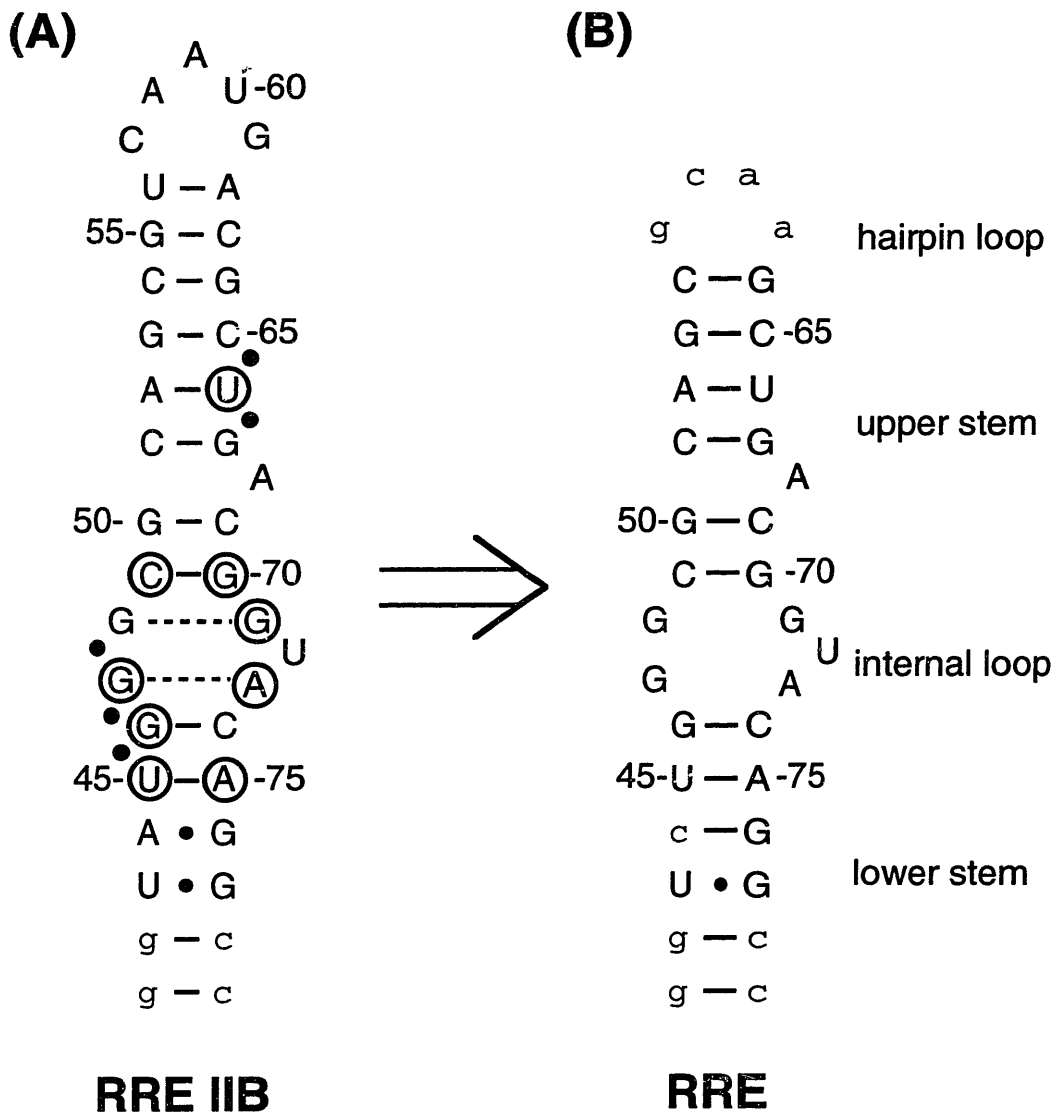 (A) (B)
A
A U-60
C G
U – A c a
55-G – C g a hairpin loop
C – G C – G
G – C-65 G – C-65
A – U A – U
C – G C – G upper stem
A A
50- G – C 50-G – C
C – G-70 C – G-70
G ----- G G G
U U
G ----- A G A internal loop
G – C G – C
45- U – A -75 45-U – A-75
A • G c – G
U • G U • G lower stem
g – c g – c
g – c g – c
RRE IIB RRE